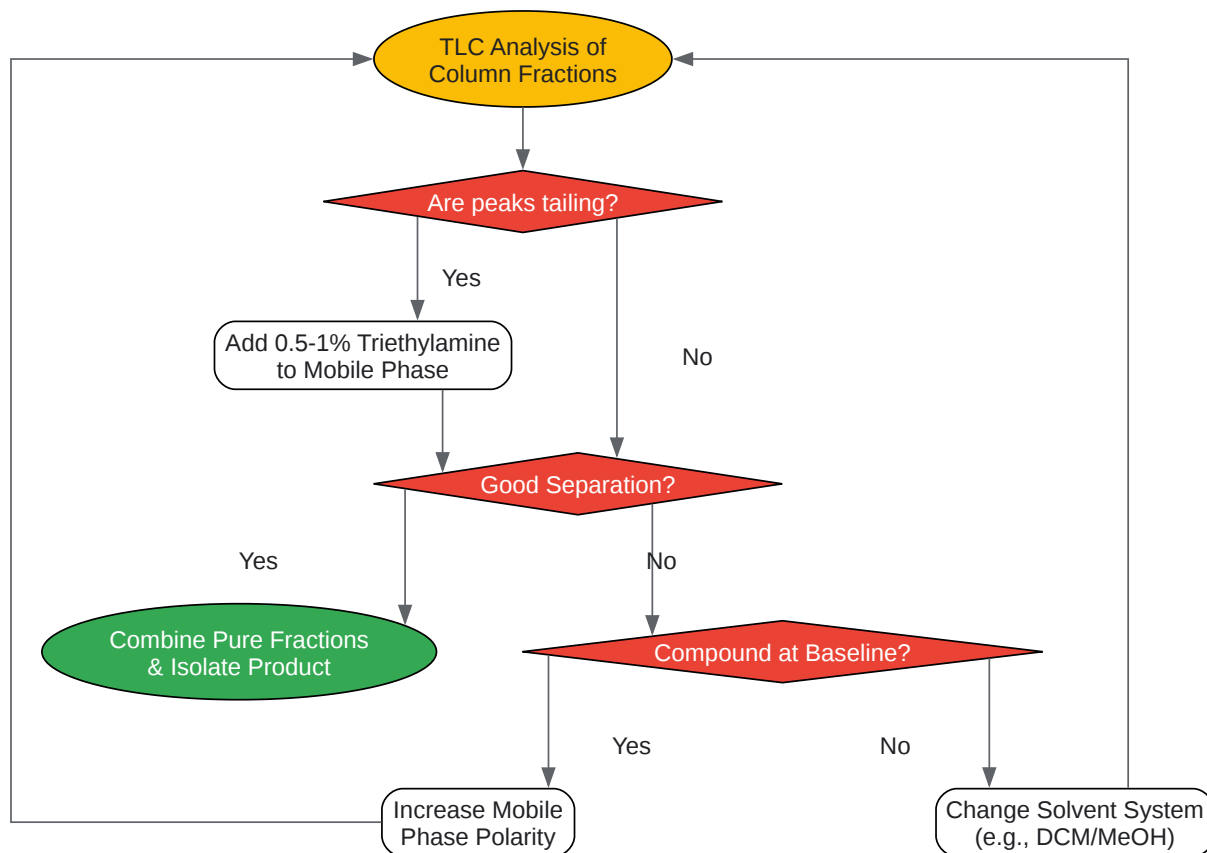 TLC Analysis of
Column Fractions
Are peaks tailing?
Yes
Add 0.5-1% Triethylamine
to Mobile Phase
No
Good Separation?
Yes
No
Combine Pure Fractions
& Isolate Product
Compound at Baseline?
Yes
No
Increase Mobile
Phase Polarity
Change Solvent System
(e.g., DCM/MeOH)